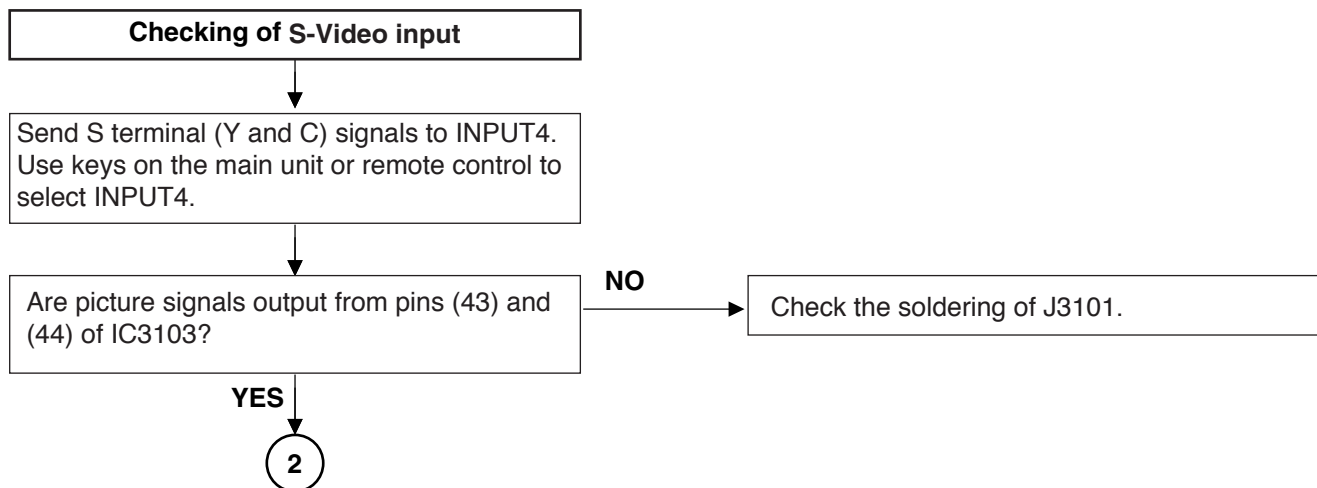 Checking of S-Video input
Send S terminal (Y and C) signals to INPUT4.
Use keys on the main unit or remote control to
select INPUT4.
Are picture signals output from pins (43) and
(44) of IC3103?
NO
Check the soldering of J3101.
YES
2